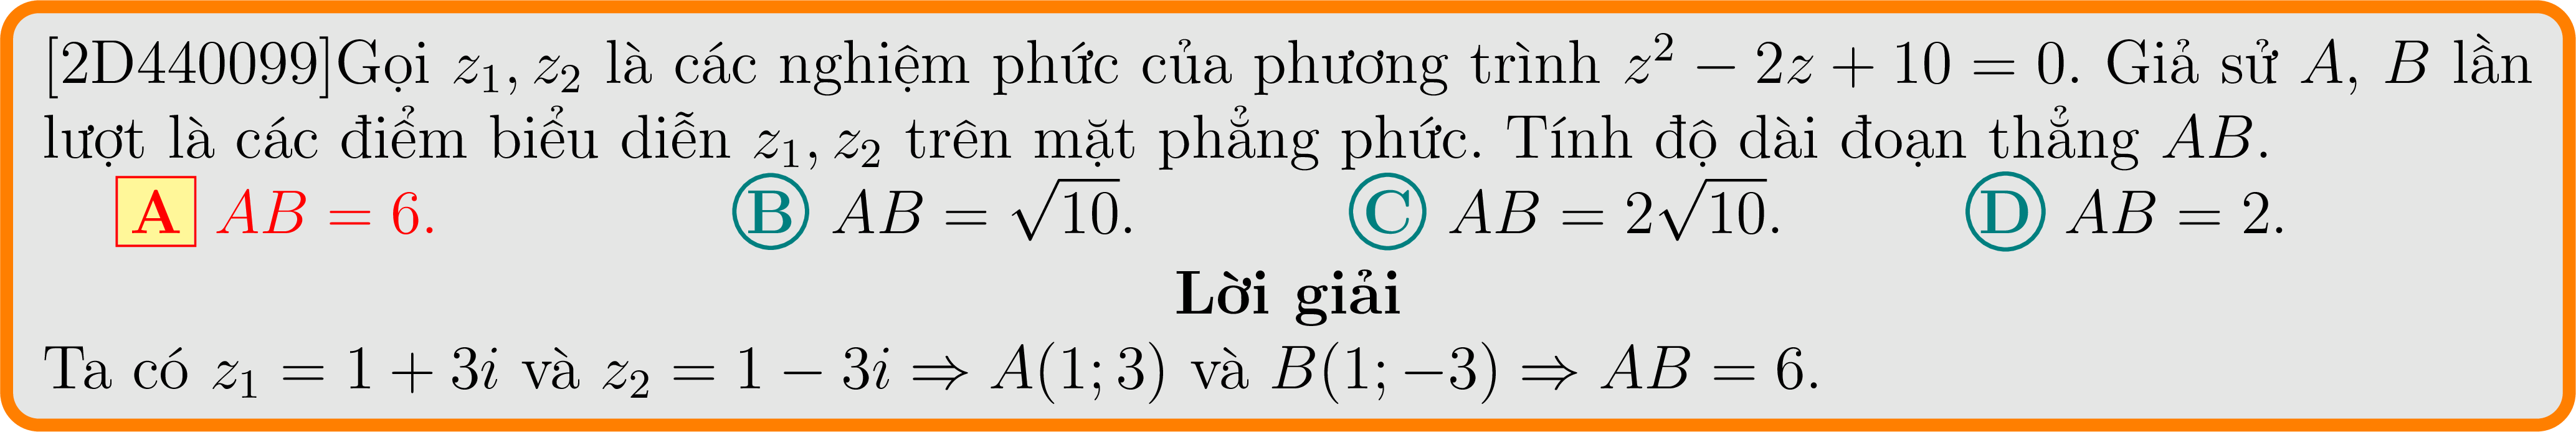 [2D440099]Gọi $z_1, z_2$ là các nghiệm phức của phương trình $z^2 - 2z + 10 = 0$. Giả sử $A$, $B$ lần
lượt là các điểm biểu diễn $z_1, z_2$ trên mặt phẳng phức. Tính độ dài đoạn thẳng $AB$.
A $AB = 6$. B $AB = \sqrt{10}$. C $AB = 2\sqrt{10}$. D $AB = 2$.
Lời giải
Ta có $z_1 = 1 + 3i$ và $z_2 = 1 - 3i \Rightarrow A(1; 3)$ và $B(1; -3) \Rightarrow AB = 6$.